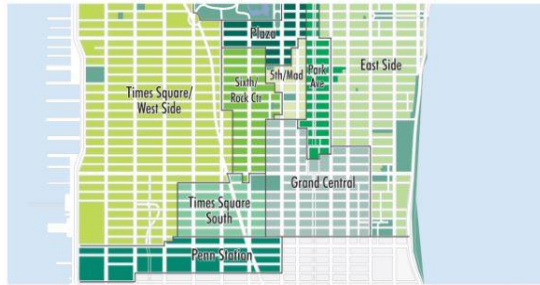 Plaza
East Side
5th/Mad
Park
Ave
Sixth/
Rock Ctr
Times Square/
West Side
Grand Central
Times Square
South
Penn Station